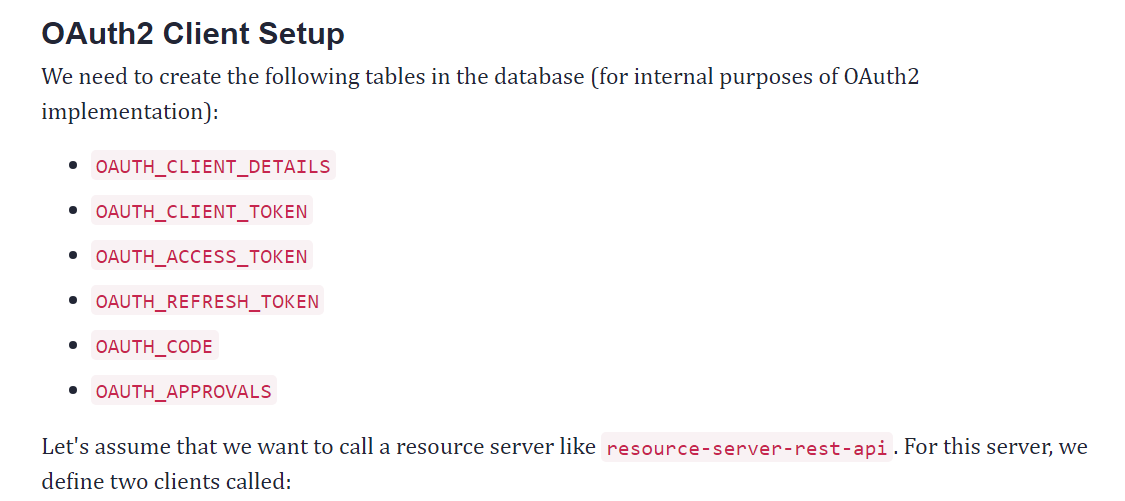 OAuth2 Client Setup
We need to create the following tables in the database (for internal purposes of OAuth2
implementation):
OAUTH_CLIENT_DETAILS
OAUTH_CLIENT_TOKEN
OAUTH_ACCESS_TOKEN
OAUTH_REFRESH_TOKEN
OAUTH_CODE
OAUTH_APPROVALS
Let's assume that we want to call a resource server like resource-server-rest-api. For this server, we
define two clients called: